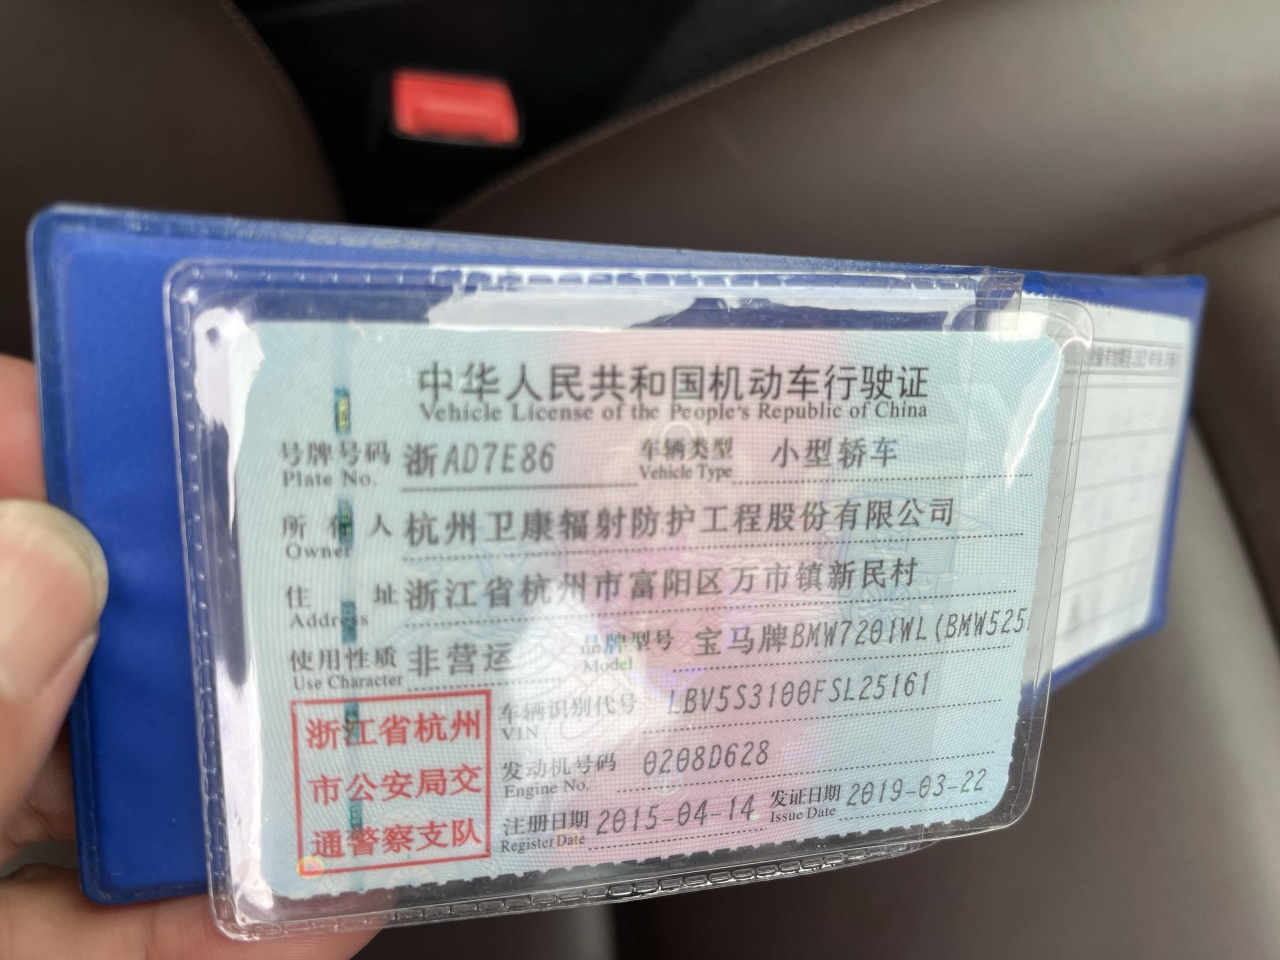 中华人民共和国机动车行驶证
Vehicle License of the People's Republic of China
号牌号码 浙AD7E86 车辆类型 小型轿车
Plate No. Vehicle Type
所有人 杭州卫康辐射防护工程股份有限公司
Owner
住址 浙江省杭州市富阳区万市镇新民村
Address
使用性质 非营运 品牌型号 宝马牌BMW7201WL(BMW525
Use Character Model
浙江省杭州
市公安局交
通警察支队
车辆识别代号 LBV5S3100FSL25161
VIN
发动机号码 0208D628
Engine No.
注册日期 2015-04-14 发证日期 2019-03-22
Register Date Issue Date